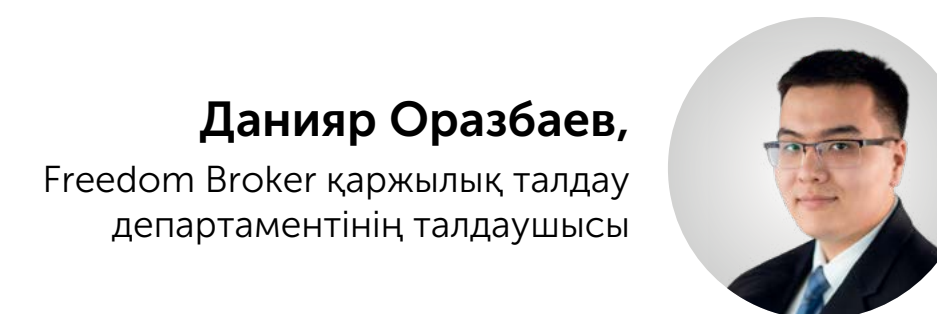 Данияр Оразбаев,
Freedom Broker қаржылық талдау
департаментінің талдаушысы